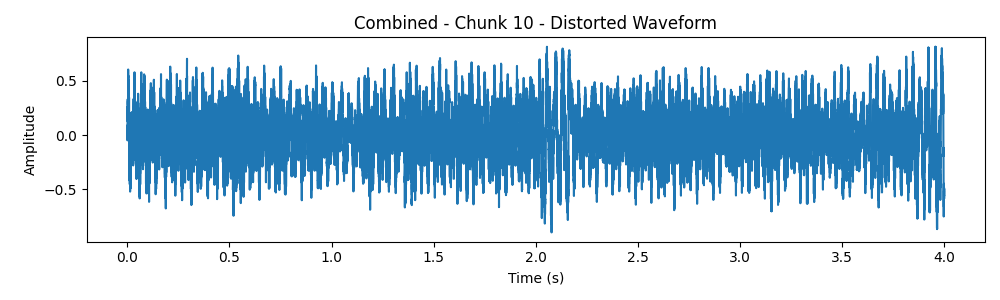 Combined - Chunk 10 - Distorted Waveform
Amplitude
0.5
0.0
−0.5
0.0 0.5 1.0 1.5 2.0 2.5 3.0 3.5 4.0
Time (s)